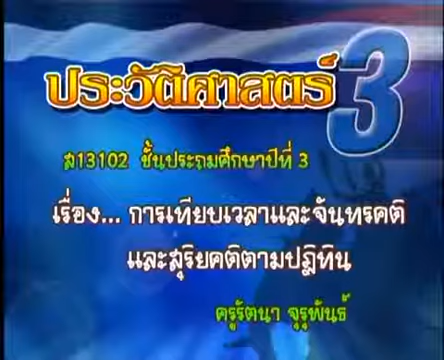 ประวัติศาสตร์ 3
ส13102 ชั้นประถมศึกษาปีที่ 3
เรื่อง... การเทียบเวลาและจันทรคติ
และสุริยคติตามปฏิทิน
ครูรัตนา จุรุพันธ์